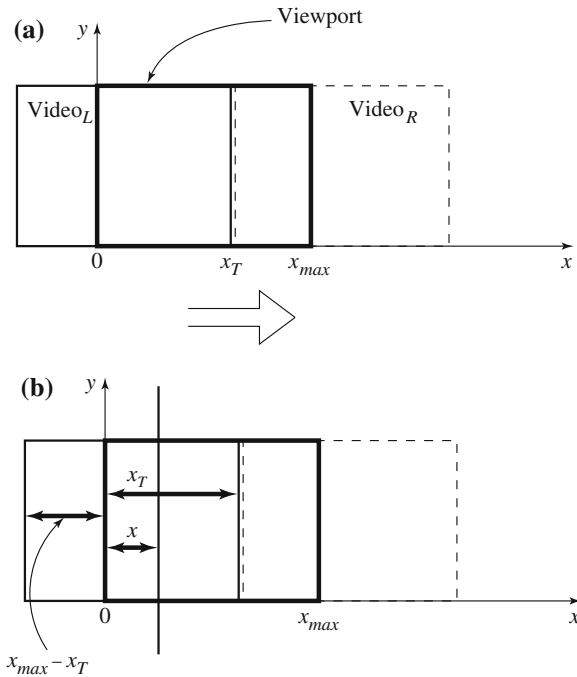 (a)
y
Viewport
Video_L
Video_R
0
x_T
x_max
x
(b)
y
x_T
x
0
x_max
x
x_max − x_T